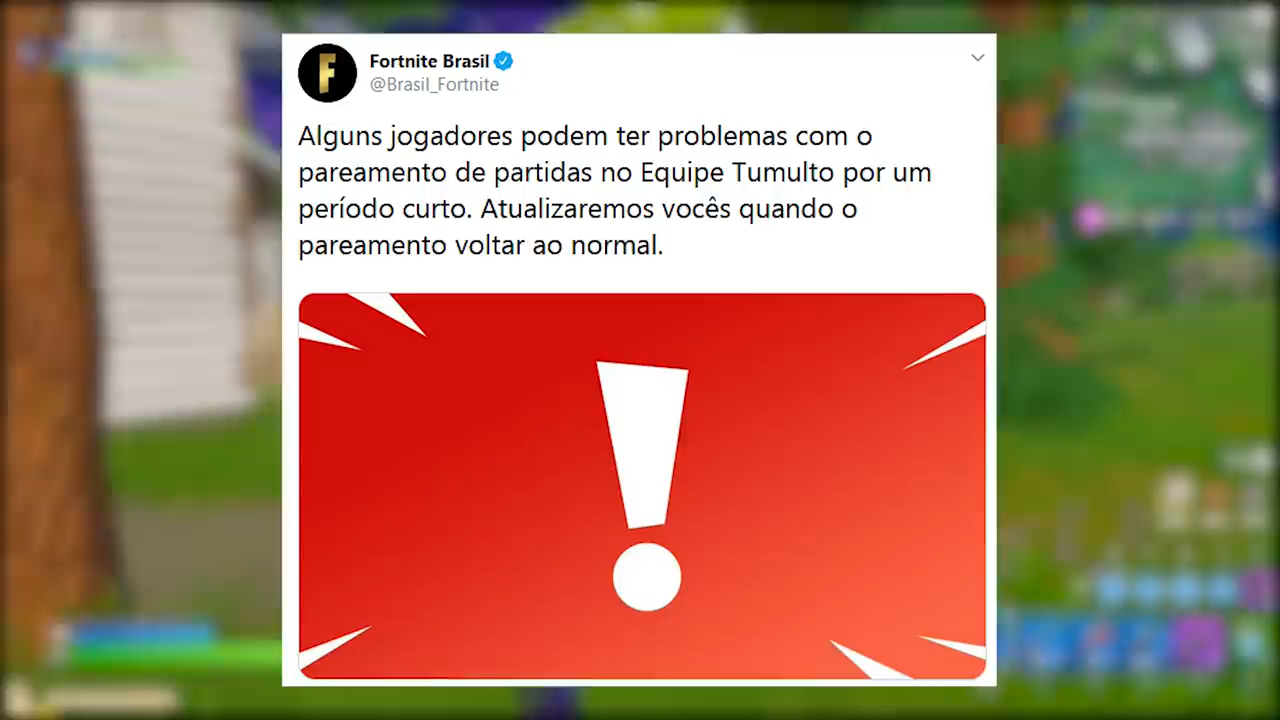 Fortnite Brasil
@Brasil_Fortnite
Alguns jogadores podem ter problemas com o
pareamento de partidas no Equipe Tumulto por um
período curto. Atualizaremos vocês quando o
pareamento voltar ao normal.
!